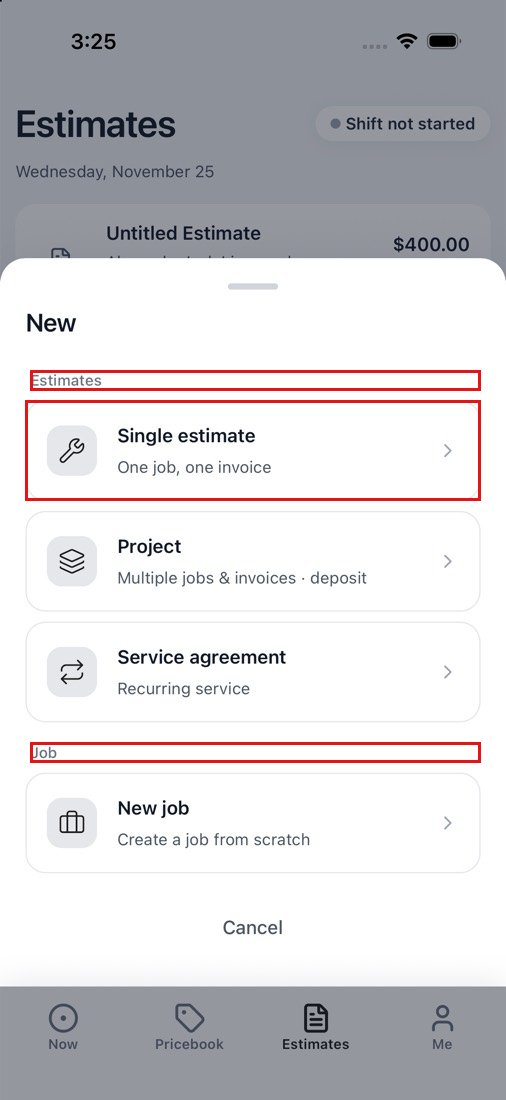 3:25
Estimates
Shift not started
Wednesday, November 25
Untitled Estimate
$400.00
New
Estimates
Single estimate
One job, one invoice
Project
Multiple jobs & invoices · deposit
Service agreement
Recurring service
Job
New job
Create a job from scratch
Cancel
Now
Pricebook
Estimates
Me